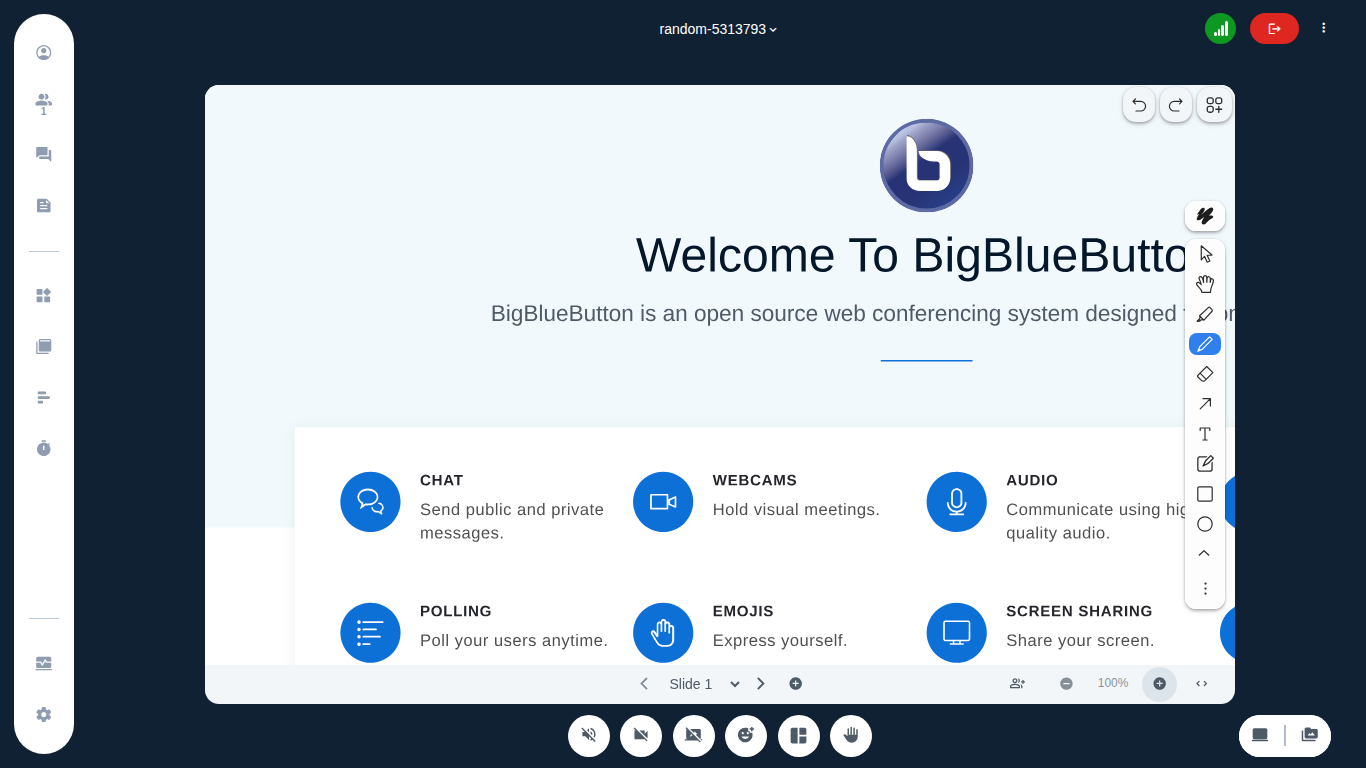 random-5313793
1
Welcome To BigBlueButto
BigBlueButton is an open source web conferencing system designed
CHAT
Send public and private
messages.
WEBCAMS
Hold visual meetings.
AUDIO
Communicate using hig
quality audio.
POLLING
Poll your users anytime.
EMOJIS
Express yourself.
SCREEN SHARING
Share your screen.
Slide 1
100%